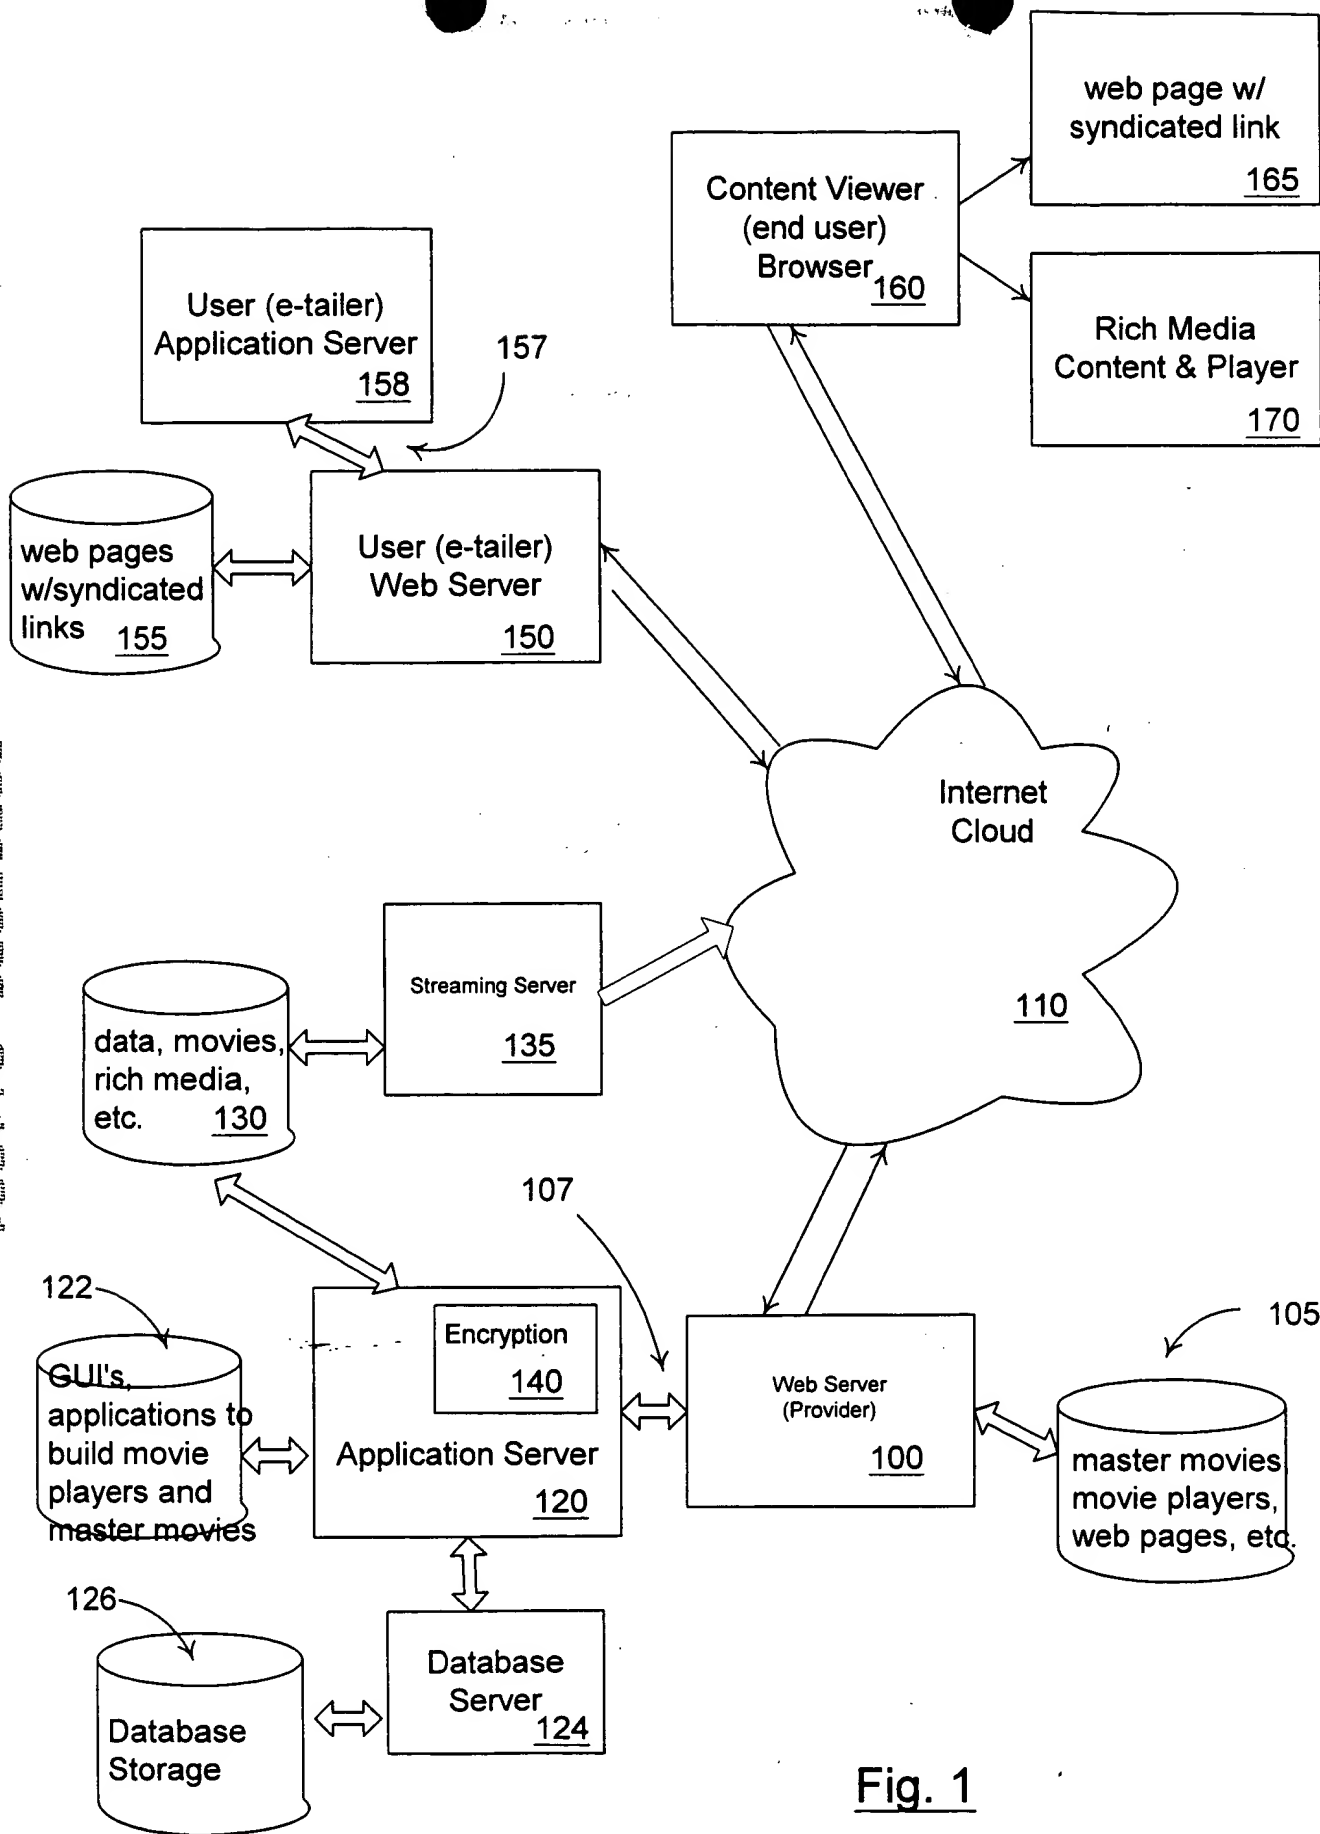 web page w/
syndicated link
165
Content Viewer
(end user)
Browser
160
Rich Media
Content & Player
170
User (e-tailer)
Application Server
158
157
web pages
w/syndicated
links
155
User (e-tailer)
Web Server
150
Internet
Cloud
110
Streaming Server
135
data, movies,
rich media,
etc.
130
107
122
GUI's,
applications to
build movie
players and
master movies
Encryption
140
Application Server
120
Web Server
(Provider)
100
105
master movies
movie players,
web pages, etc.
126
Database
Storage
Database
Server
124
Fig. 1